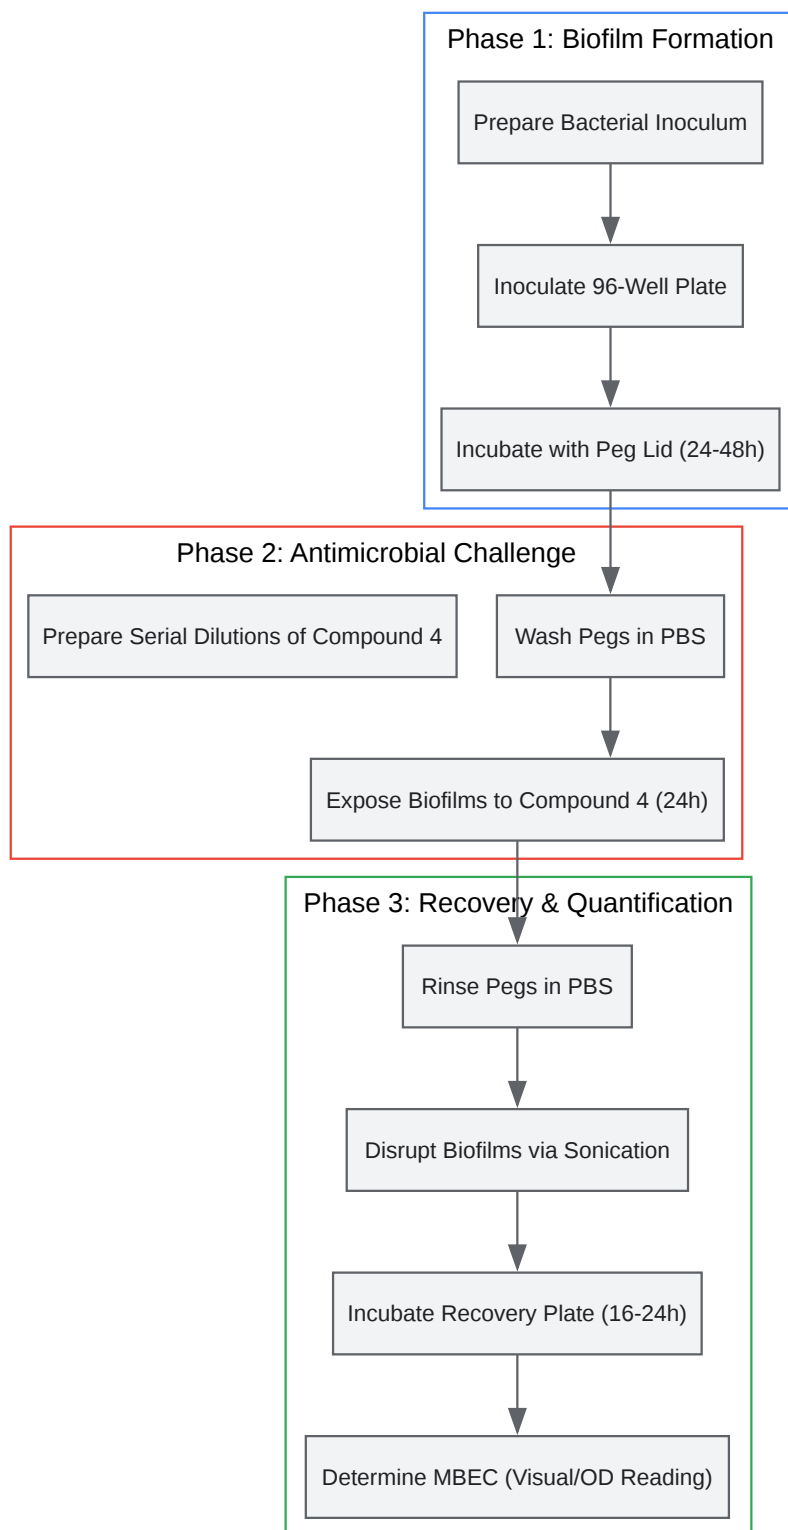 Phase 1: Biofilm Formation
Prepare Bacterial Inoculum
Inoculate 96-Well Plate
Incubate with Peg Lid (24-48h)
Phase 2: Antimicrobial Challenge
Prepare Serial Dilutions of Compound 4
Wash Pegs in PBS
Expose Biofilms to Compound 4 (24h)
Phase 3: Recovery & Quantification
Rinse Pegs in PBS
Disrupt Biofilms via Sonication
Incubate Recovery Plate (16-24h)
Determine MBEC (Visual/OD Reading)